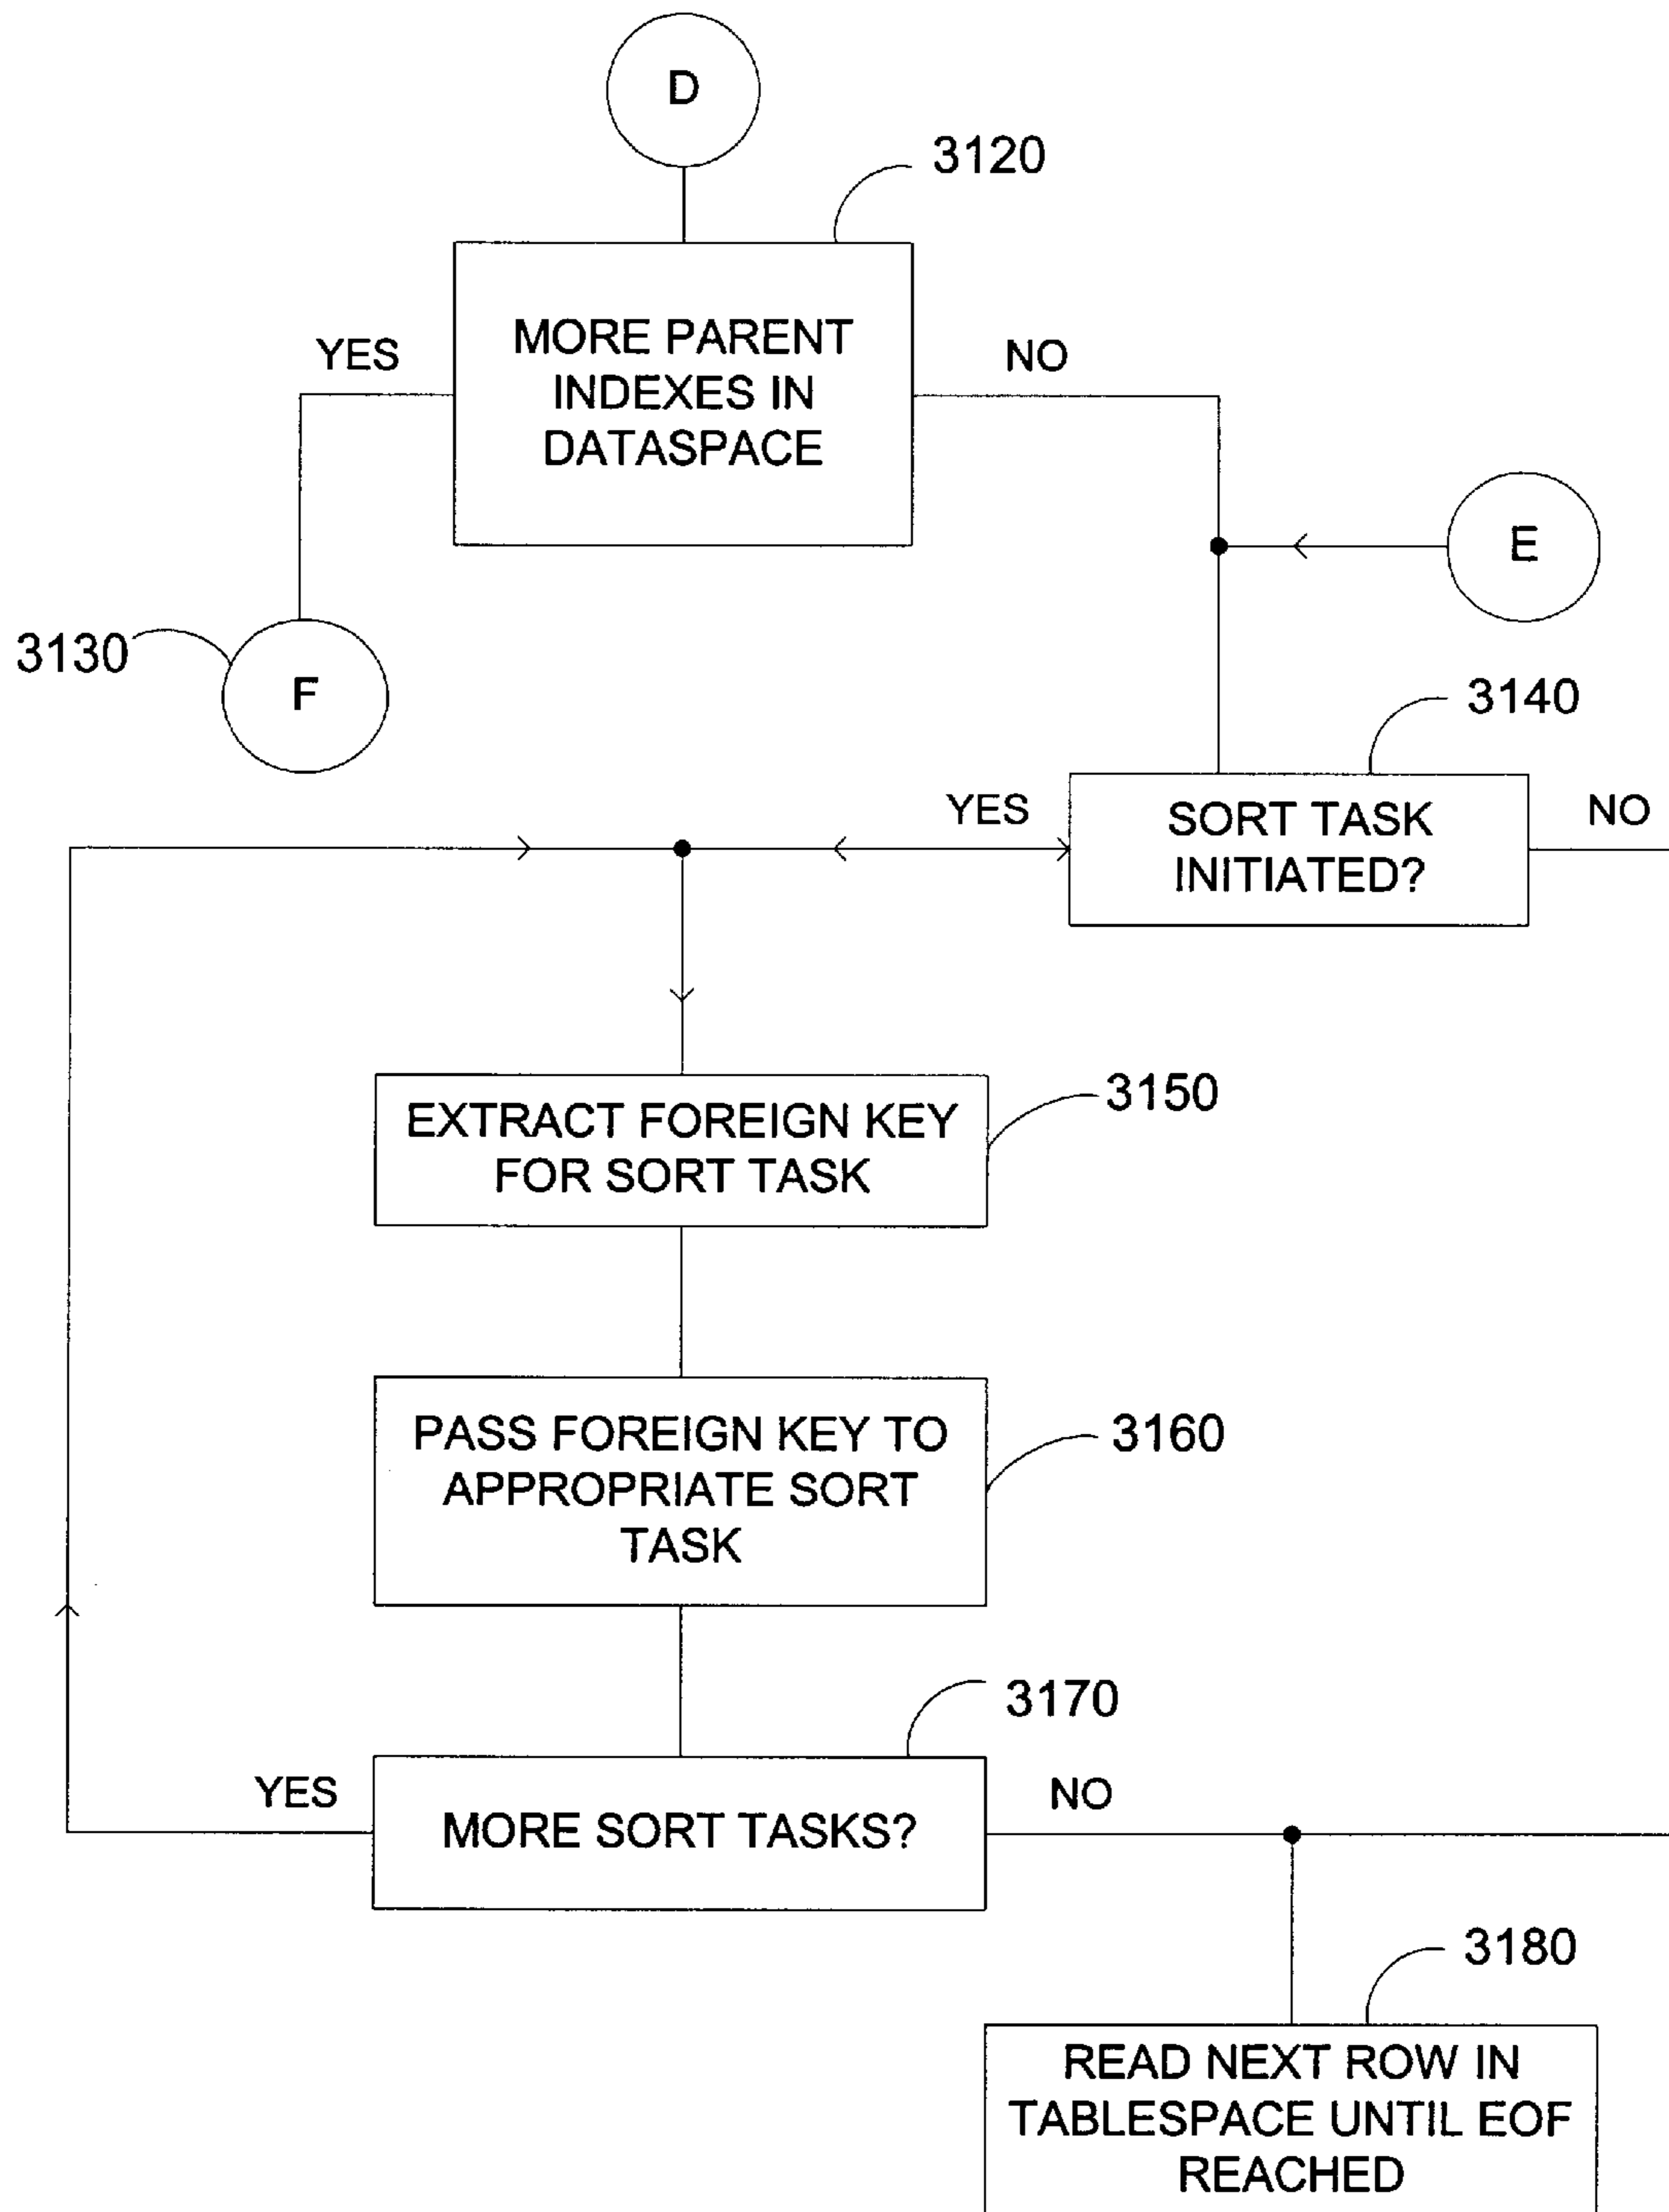 D
3120
MORE PARENT
INDEXES IN
DATASPACE
YES
NO
E
3130
F
3140
SORT TASK
INITIATED?
YES
NO
3150
EXTRACT FOREIGN KEY
FOR SORT TASK
3160
PASS FOREIGN KEY TO
APPROPRIATE SORT
TASK
3170
YES
NO
MORE SORT TASKS?
3180
READ NEXT ROW IN
TABLESPACE UNTIL EOF
REACHED